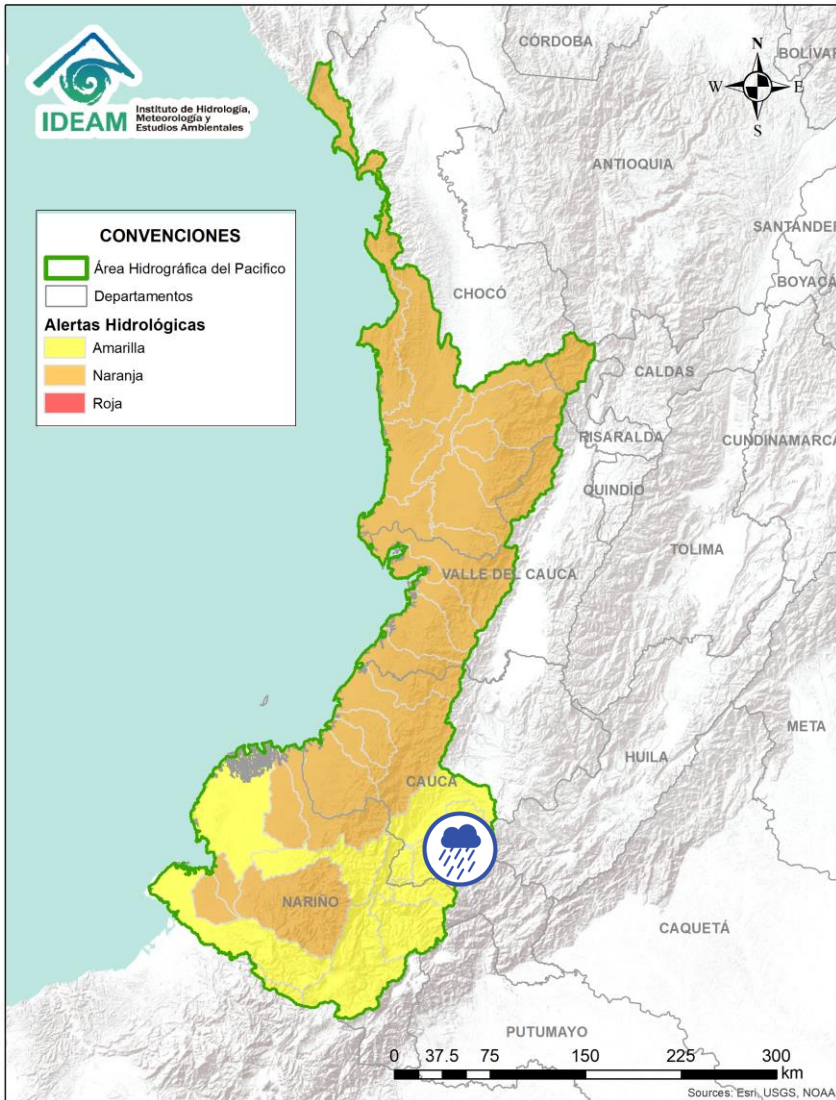 IDEAM
Instituto de Hidrología,
Meteorología y
Estudios Ambientales
CÓRDOBA
BOLÍVAR
N
W E
S
ANTIOQUIA
SANTANDER
BOYACÁ
CONVENCIONES
Área Hidrográfica del Pacifico
Departamentos
Alertas Hidrológicas
Amarilla
Naranja
Roja
CHOCÓ
CALDAS
RISARALDA
CUNDINAMARCA
QUINDÍO
TOLIMA
VALLE DEL CAUCA
META
HUILA
CAUCA
NARIÑO
CAQUETÁ
PUTUMAYO
0 37.5 75 150 225 300
km
Sources: Esri, USGS, NOAA